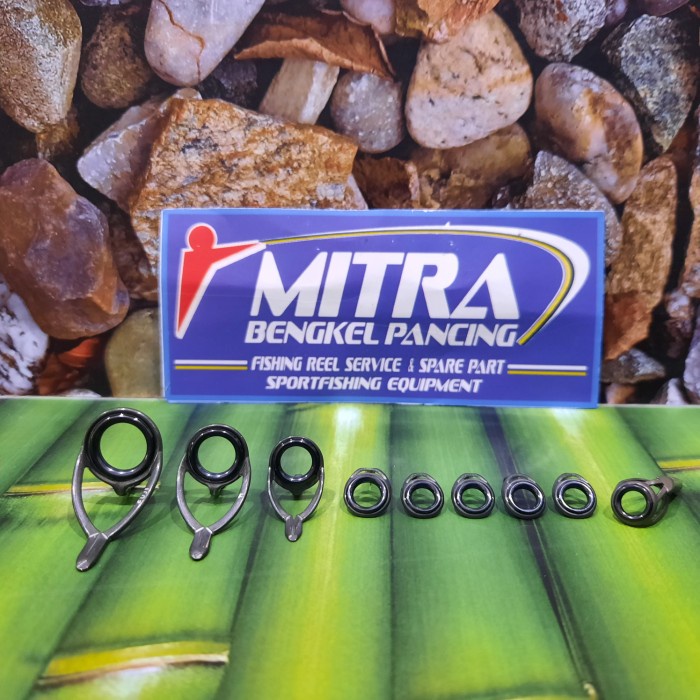 MITRA
BENGKEL PANCING
FISHING REEL SERVICE & SPARE PART
SPORTFISHING EQUIPMENT